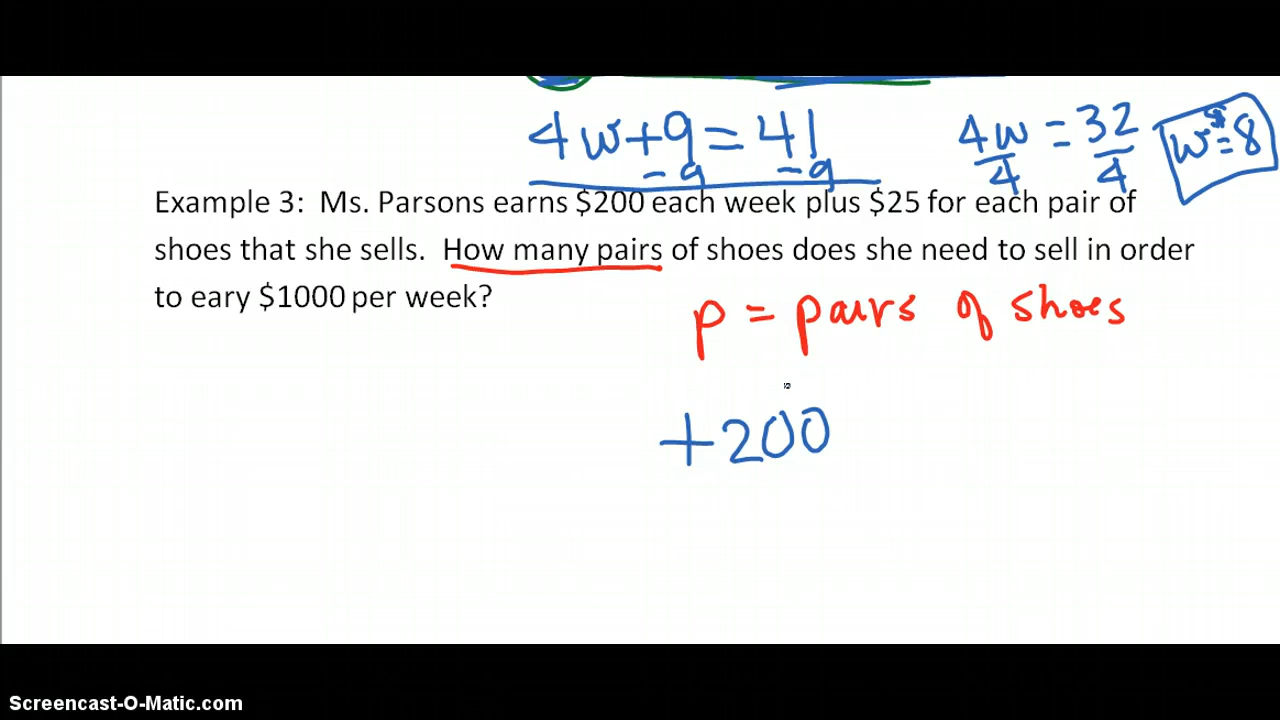 4w+9=41 4w=32 w=8
-9 -9 4 4
Example 3: Ms. Parsons earns $200 each week plus $25 for each pair of
shoes that she sells. How many pairs of shoes does she need to sell in order
to eary $1000 per week?
p = pairs of shoes
+200
Screencast-O-Matic.com